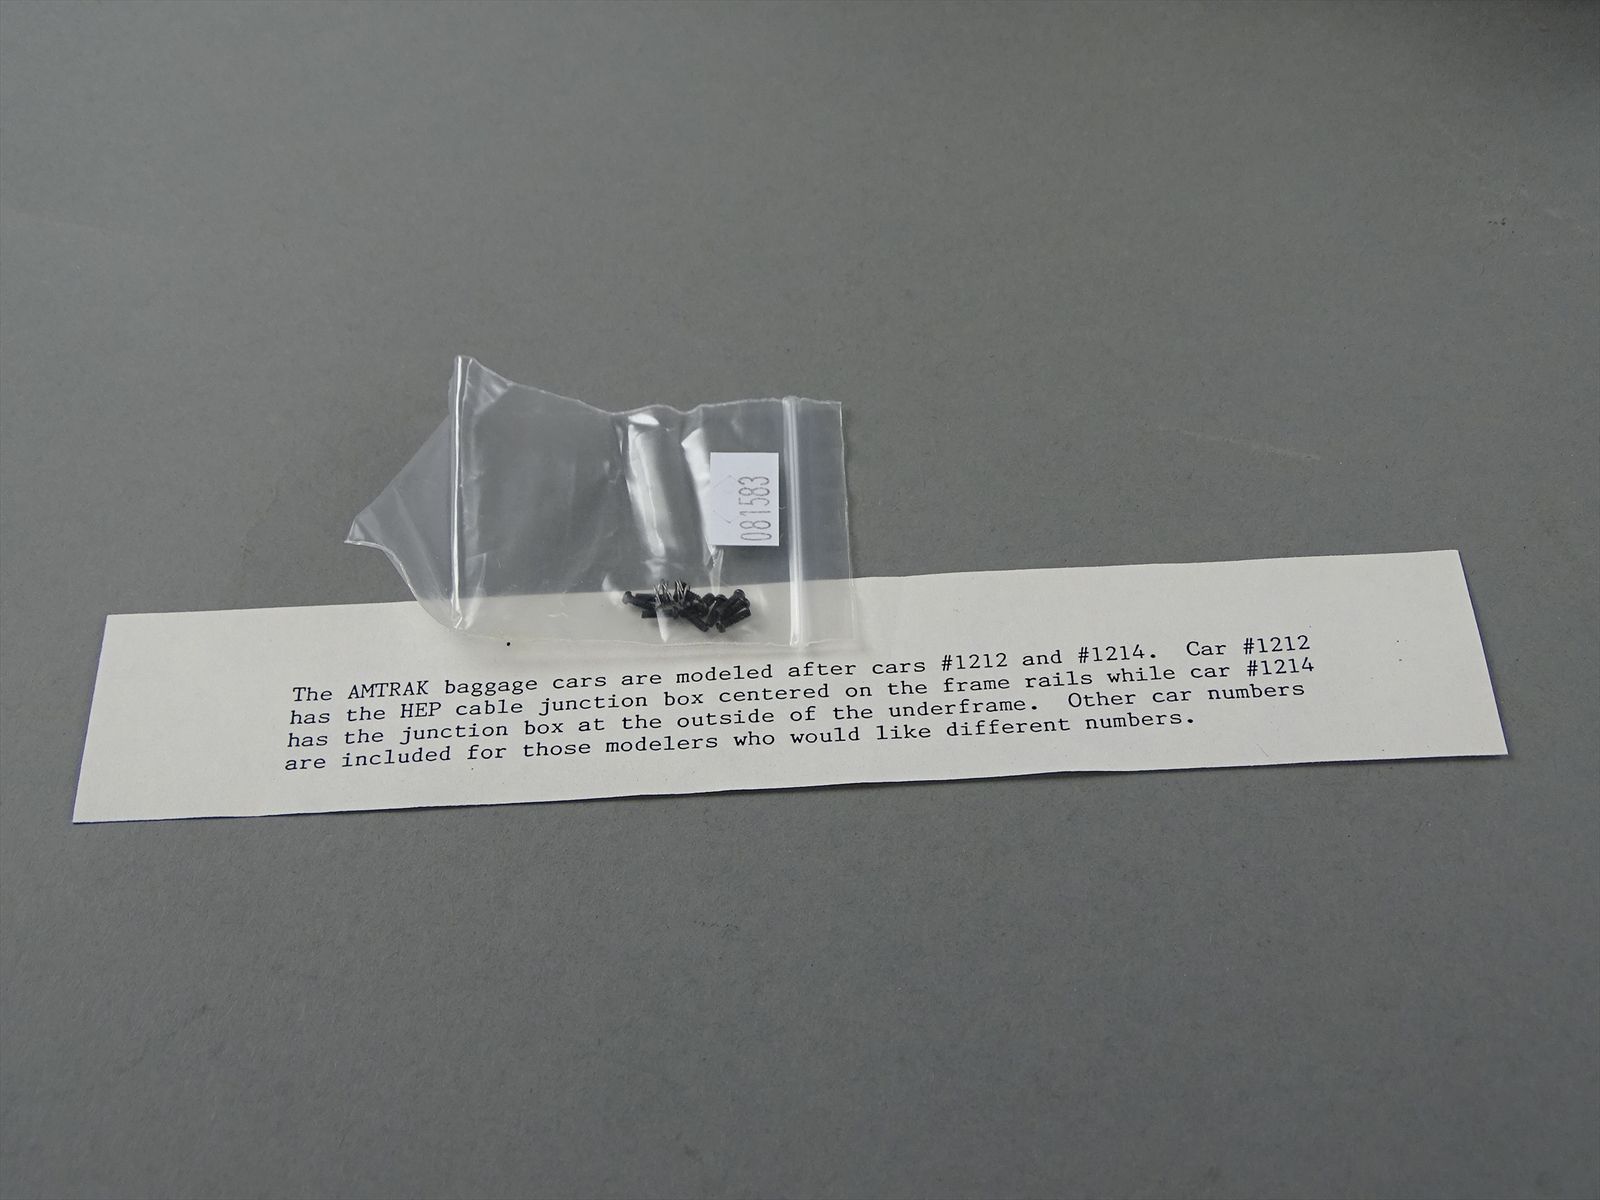 081583
The AMTRAK baggage cars are modeled after cars #1212 and #1214.  Car #1212
has the HEP cable junction box centered on the frame rails while car #1214
has the junction box at the outside of the underframe.  Other car numbers
are included for those modelers who would like different numbers.